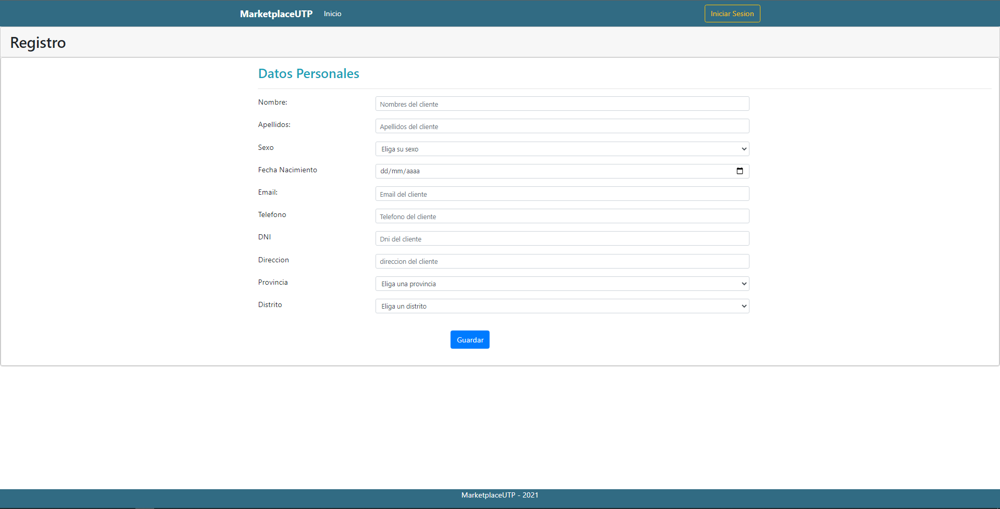 MarketplaceUTP Inicio Iniciar Sesion
Registro
Datos Personales
Nombre: Nombres del cliente
Apellidos: Apellidos del cliente
Sexo Eliga su sexo
Fecha Nacimiento dd/mm/aaaa
Email: Email del cliente
Telefono Telefono del cliente
DNI Dni del cliente
Direccion direccion del cliente
Provincia Eliga una provincia
Distrito Eliga un distrito
Guardar
MarketplaceUTP - 2021